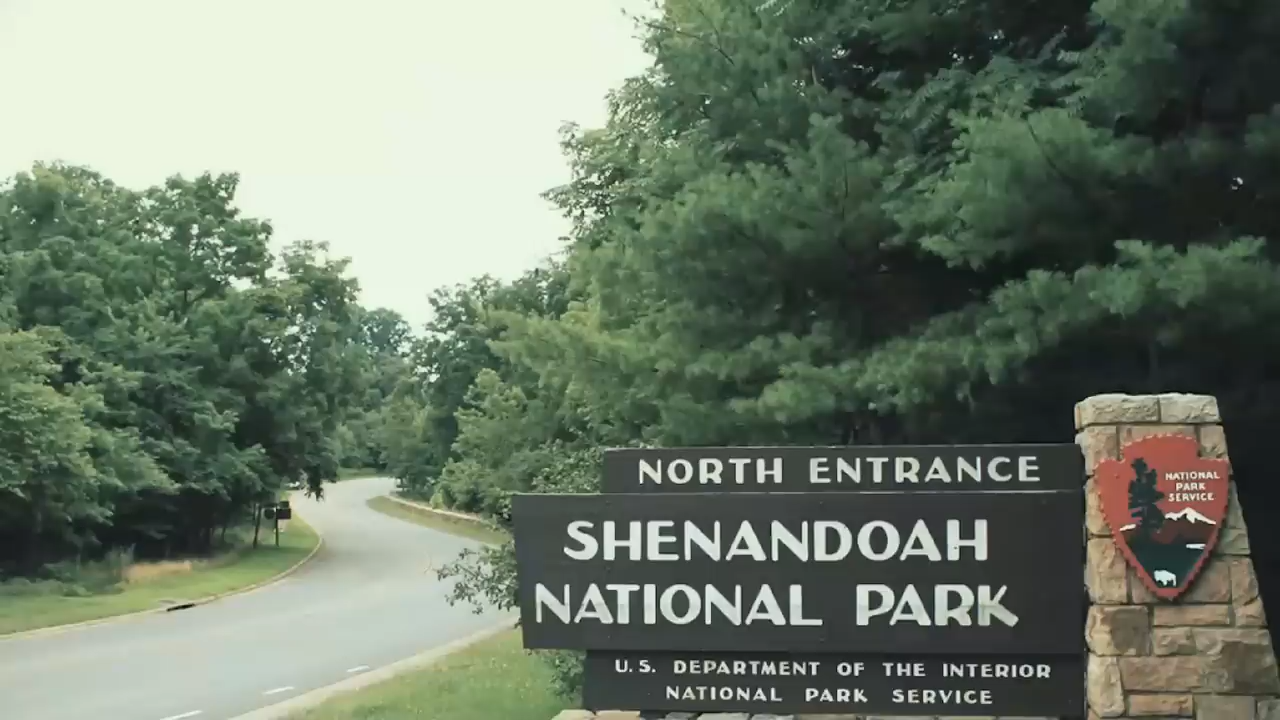 NORTH ENTRANCE
SHENANDOAH
NATIONAL PARK
U.S. DEPARTMENT OF THE INTERIOR
NATIONAL PARK SERVICE
NATIONAL
PARK
SERVICE